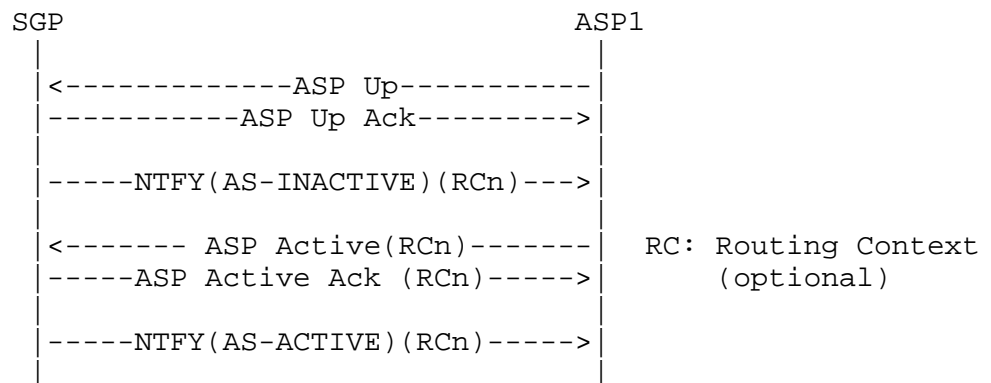 SGP                                  ASP1
 |                                    |
 |<-------------ASP Up-----------|
 |-----------ASP Up Ack--------->|
 |                                    |
 |-----NTFY(AS-INACTIVE)(RCn)--->|
 |                                    |
 |<------- ASP Active(RCn)-------|   RC: Routing Context
 |-----ASP Active Ack (RCn)----->|       (optional)
 |                                    |
 |-----NTFY(AS-ACTIVE)(RCn)----->|
 |                                    |